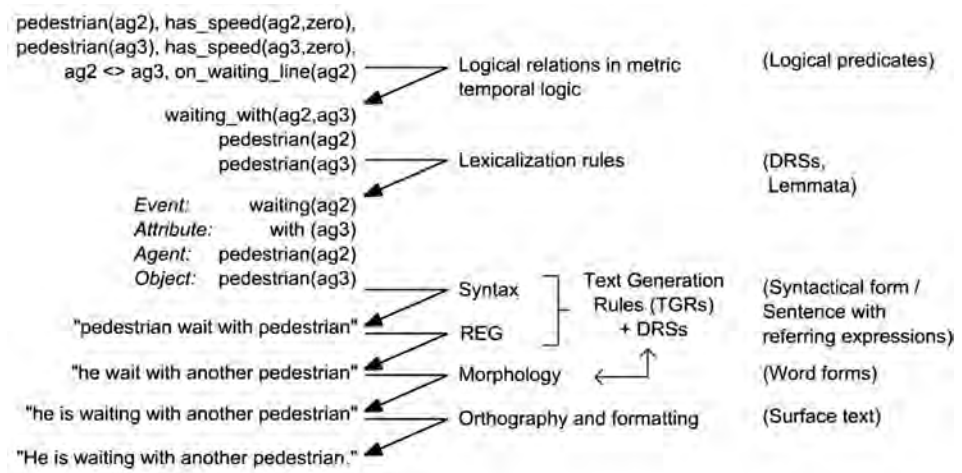 pedestrian(ag2), has_speed(ag2,zero),
pedestrian(ag3), has_speed(ag3,zero),
ag2 <> ag3, on_waiting_line(ag2)
Logical relations in metric
temporal logic
(Logical predicates)
waiting_with(ag2,ag3)
pedestrian(ag2)
pedestrian(ag3)
Lexicalization rules
(DRSs,
Lemmata)
Event: waiting(ag2)
Attribute: with (ag3)
Agent: pedestrian(ag2)
Object: pedestrian(ag3)
Syntax
Text Generation
Rules (TGRs)
+ DRSs
(Syntactical form /
Sentence with
referring expressions)
"pedestrian wait with pedestrian"
REG
"he wait with another pedestrian"
Morphology
(Word forms)
"he is waiting with another pedestrian"
Orthography and formatting
(Surface text)
"He is waiting with another pedestrian."